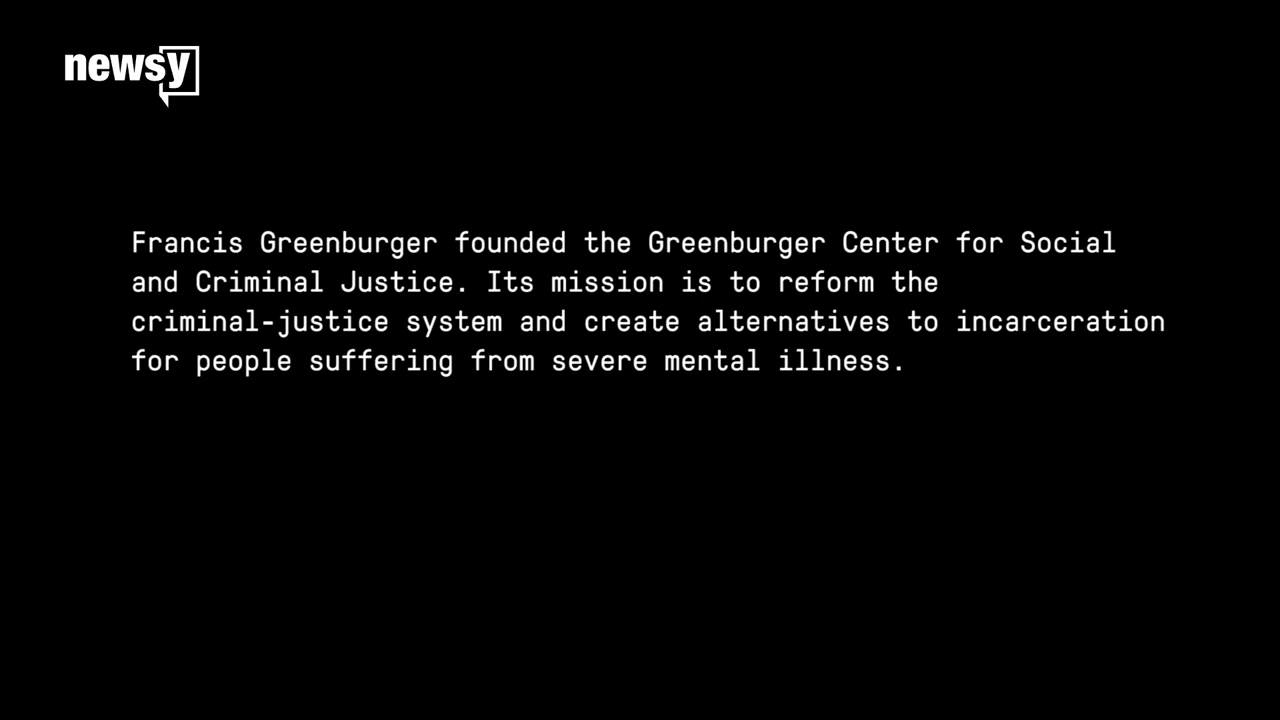 newsy
Francis Greenburger founded the Greenburger Center for Social
and Criminal Justice. Its mission is to reform the
criminal-justice system and create alternatives to incarceration
for people suffering from severe mental illness.